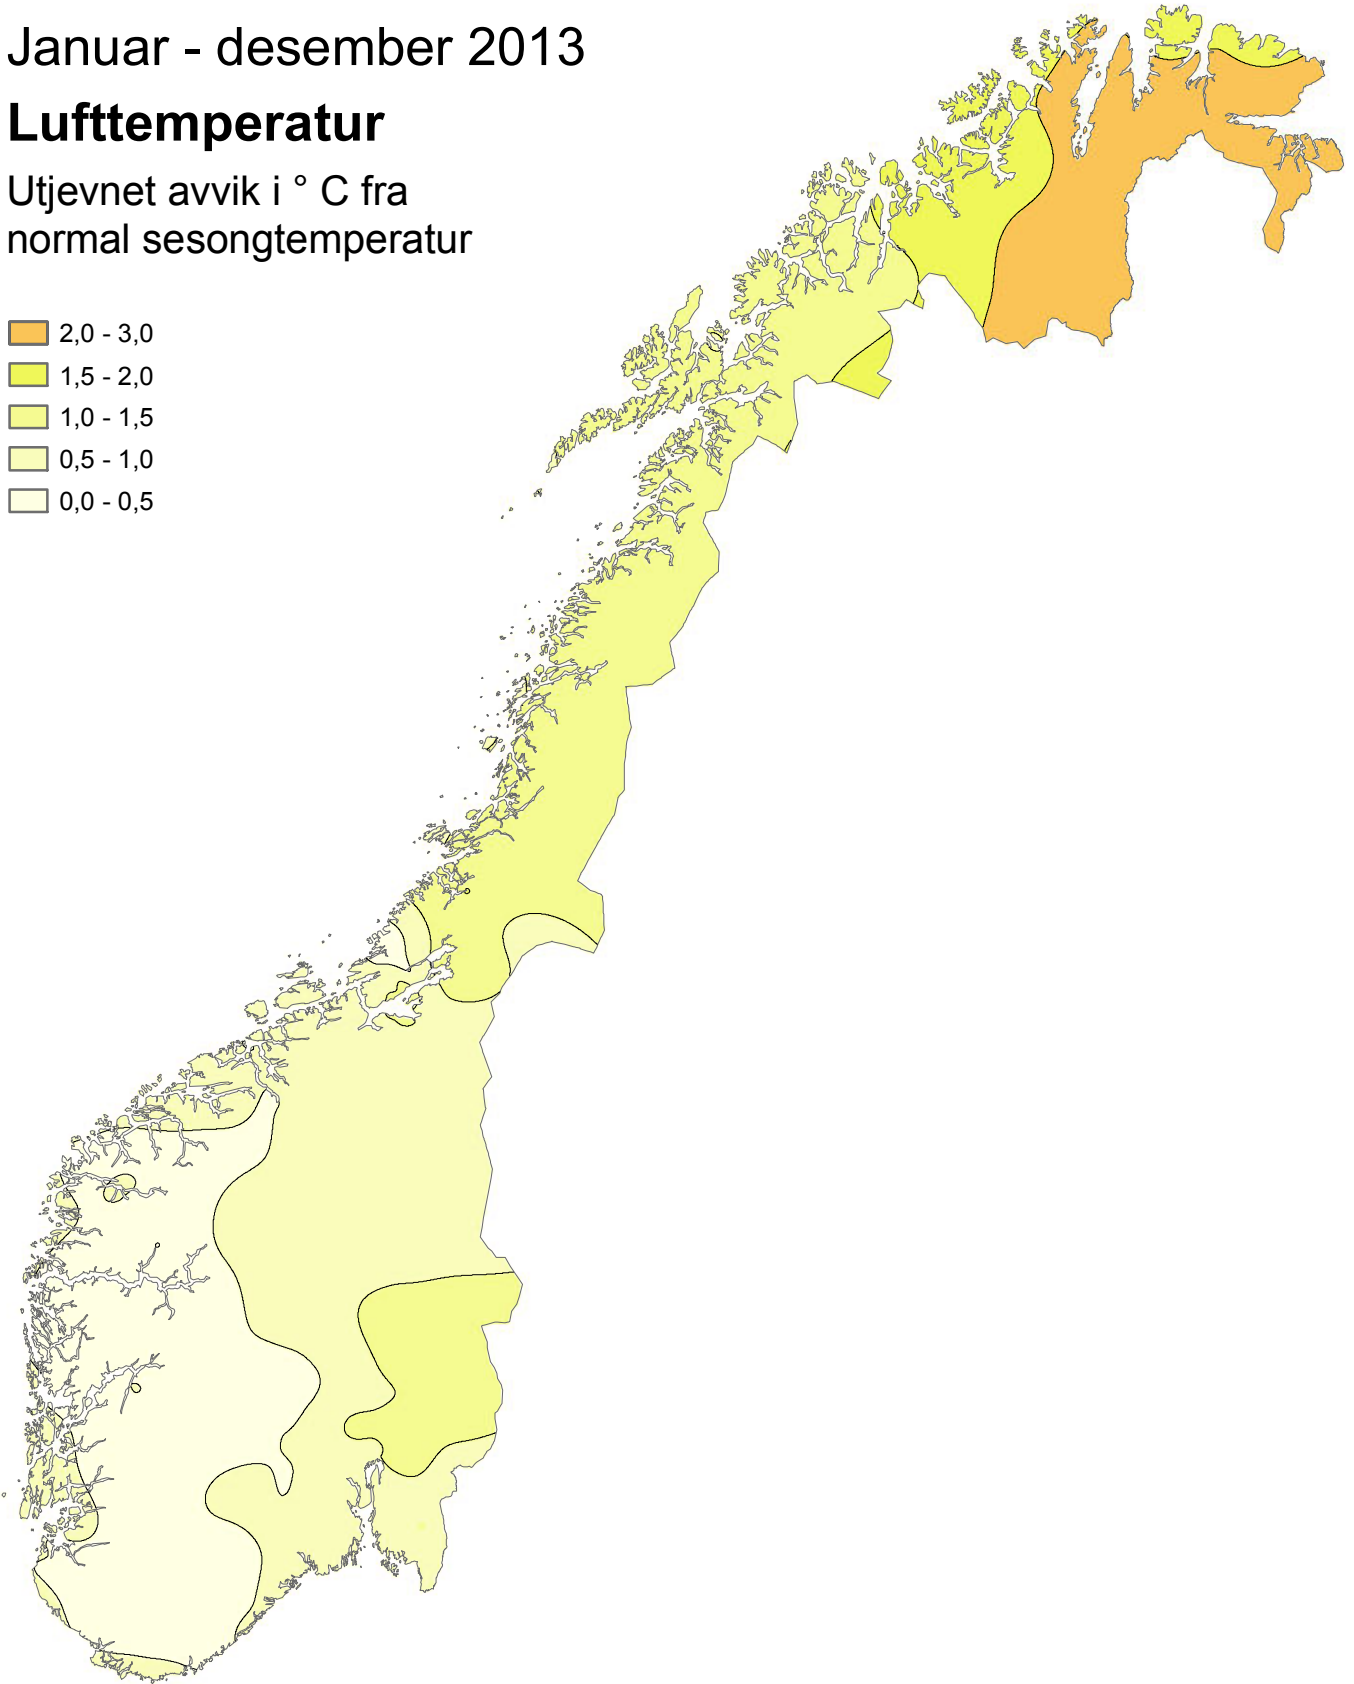 Januar - desember 2013
Lufttemperatur
Utjevnet avvik i ° C fra
normal sesongtemperatur
2,0 - 3,0
1,5 - 2,0
1,0 - 1,5
0,5 - 1,0
0,0 - 0,5